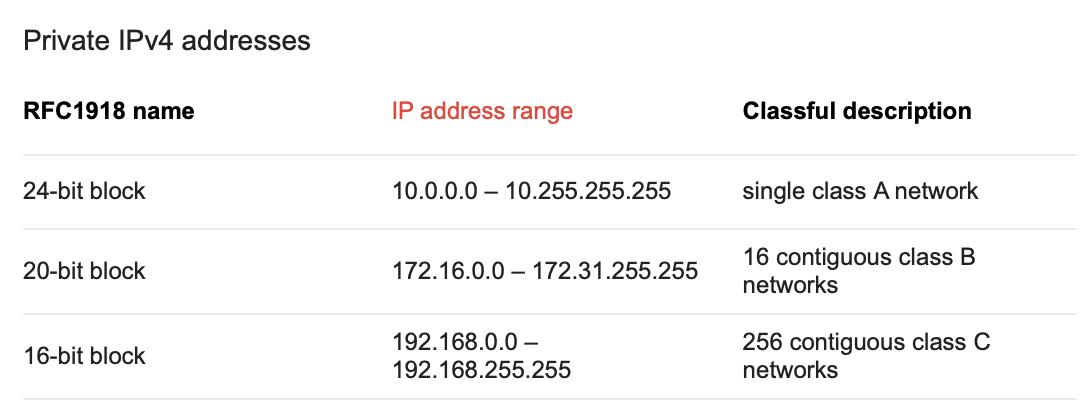 Private IPv4 addresses
RFC1918 name IP address range Classful description
24-bit block 10.0.0.0 – 10.255.255.255 single class A network
20-bit block 172.16.0.0 – 172.31.255.255 16 contiguous class B
networks
16-bit block 192.168.0.0 –
192.168.255.255 256 contiguous class C
networks